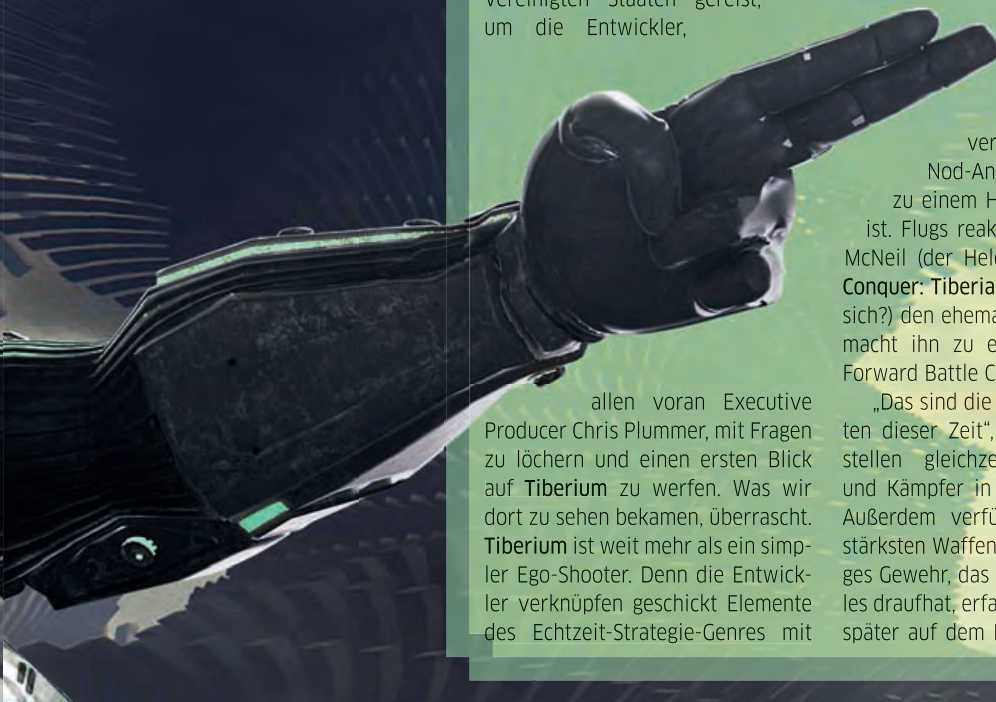 Vereinigten Staaten gereist,
um die Entwickler,
allen voran Executive
Producer Chris Plummer, mit Fragen
zu löchern und einen ersten Blick
auf Tiberium zu werfen. Was wir
dort zu sehen bekamen, überrascht.
Tiberium ist weit mehr als ein simp-
ler Ego-Shooter. Denn die Entwick-
ler verknüpfen geschickt Elemente
des Echtzeit-Strategie-Genres mit
ver
Nod-An
zu einem H
ist. Flugs reak
McNeil (der Hel
Conquer: Tiberia
sich?) den ehema
macht ihn zu e
Forward Battle C
„Das sind die
ten dieser Zeit“,
stellen gleichze
und Kämpfer in
Außerdem verfü
stärksten Waffen
ges Gewehr, das
les draufhat, erfa
später auf dem